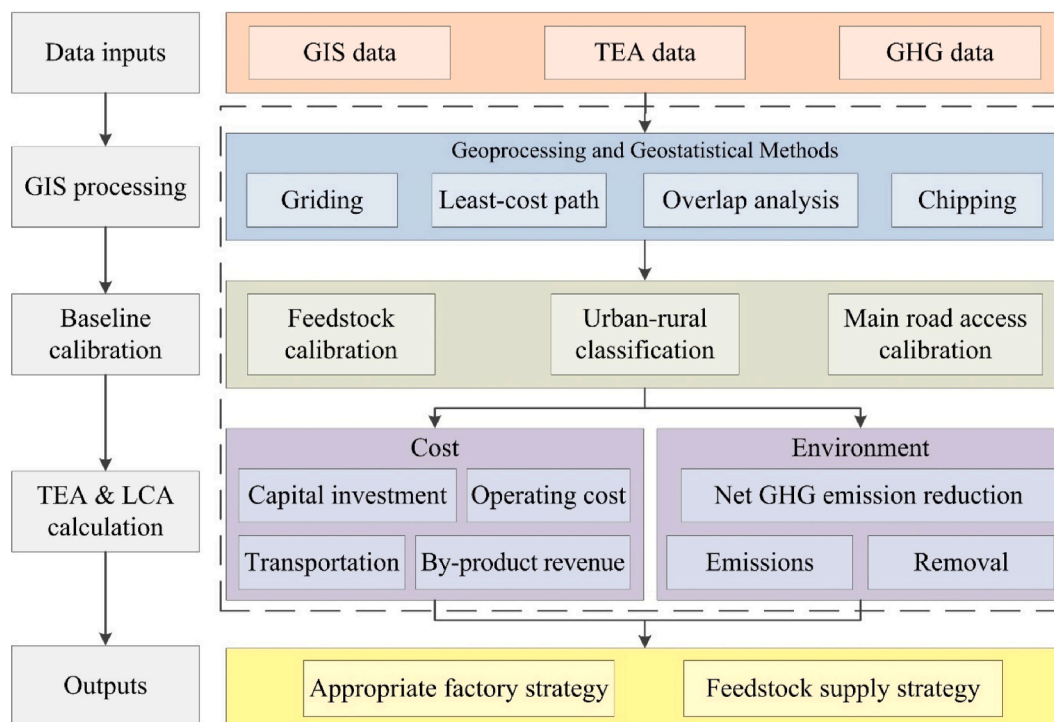 Data inputs
GIS data
TEA data
GHG data
GIS processing
Geoprocessing and Geostatistical Methods
Griding
Least-cost path
Overlap analysis
Chipping
Baseline
calibration
Feedstock
calibration
Urban-rural
classification
Main road access
calibration
TEA & LCA
calculation
Cost
Capital investment
Operating cost
Transportation
By-product revenue
Environment
Net GHG emission reduction
Emissions
Removal
Outputs
Appropriate factory strategy
Feedstock supply strategy